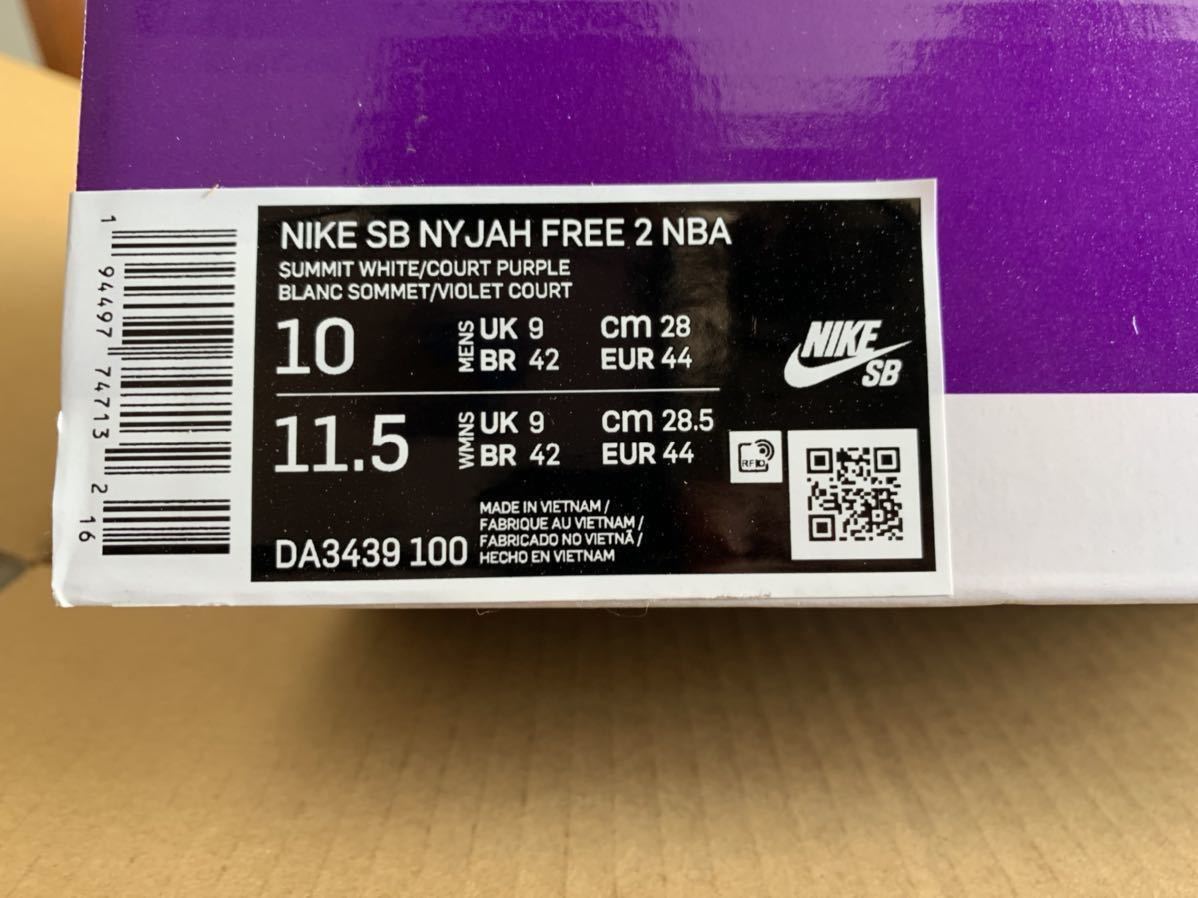 NIKE SB NYJAH FREE 2 NBA
SUMMIT WHITE/COURT PURPLE
BLANC SOMMET/VIOLET COURT
10 MENS UK 9 cm 28
BR 42 EUR 44
11.5 WMNS UK 9 cm 28.5
BR 42 EUR 44
DA3439 100
MADE IN VIETNAM /
FABRIQUE AU VIETNAM /
FABRICADO NO VIETNÃ /
HECHO EN VIETNAM
NIKE
SB
RFID
1 94497 74713 2 16